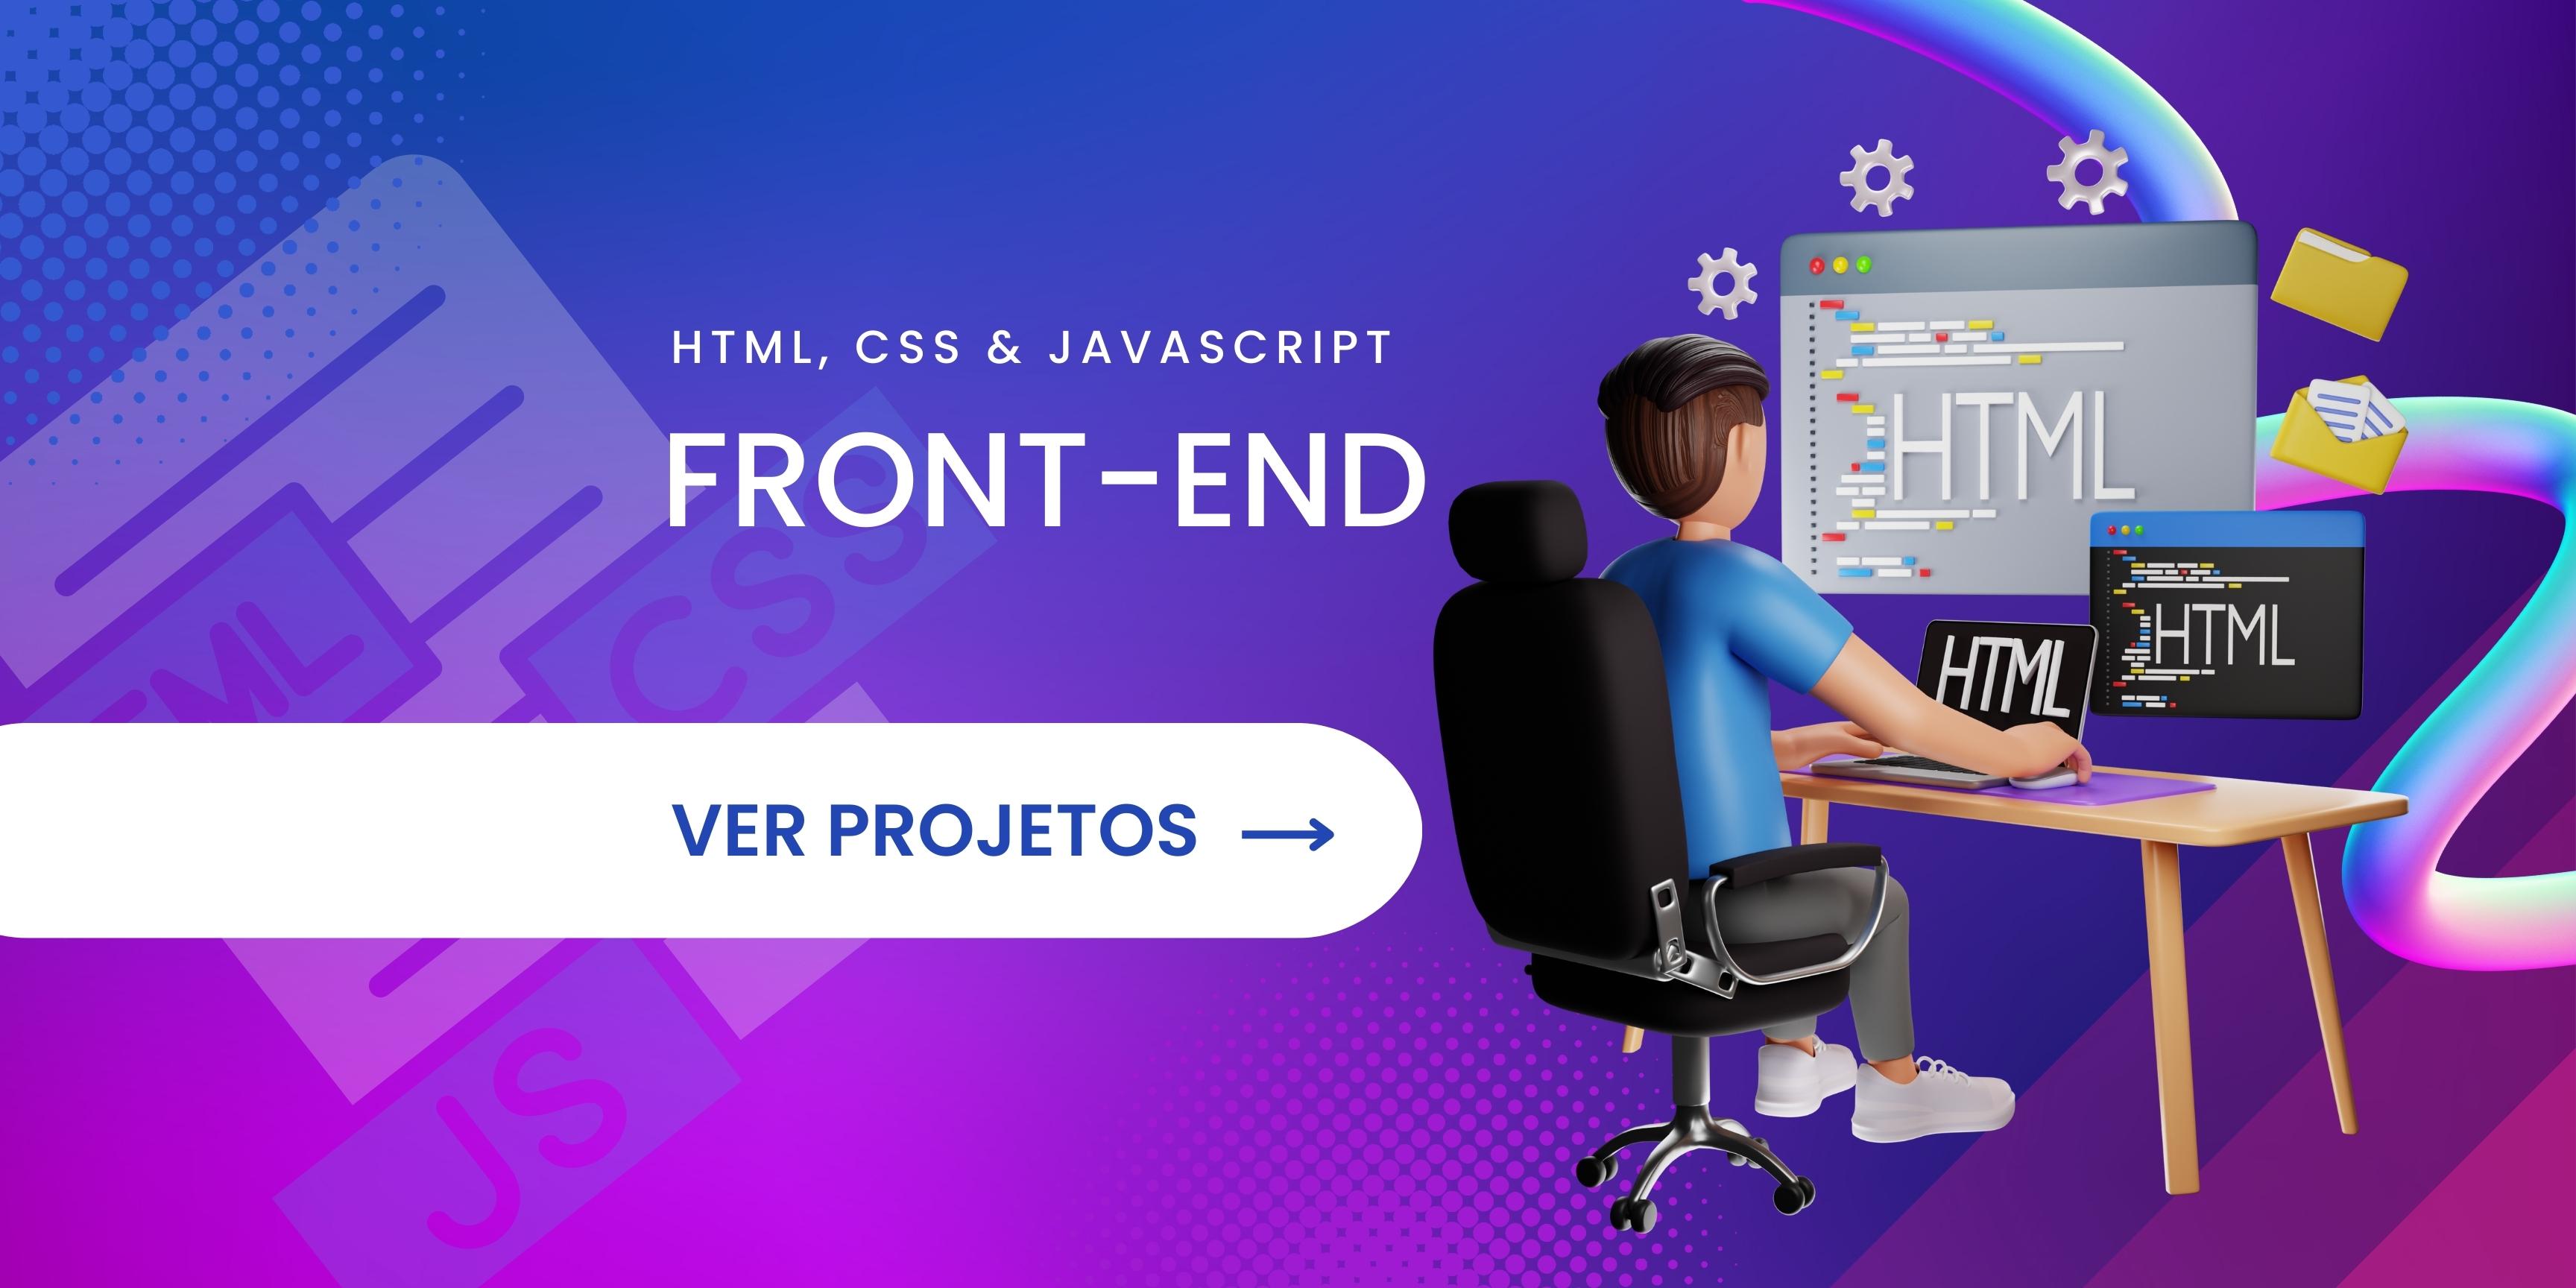 HTML, CSS & JAVASCRIPT
FRONT-END
VER PROJETOS
HTML
HTML
HTML
CSS
JS